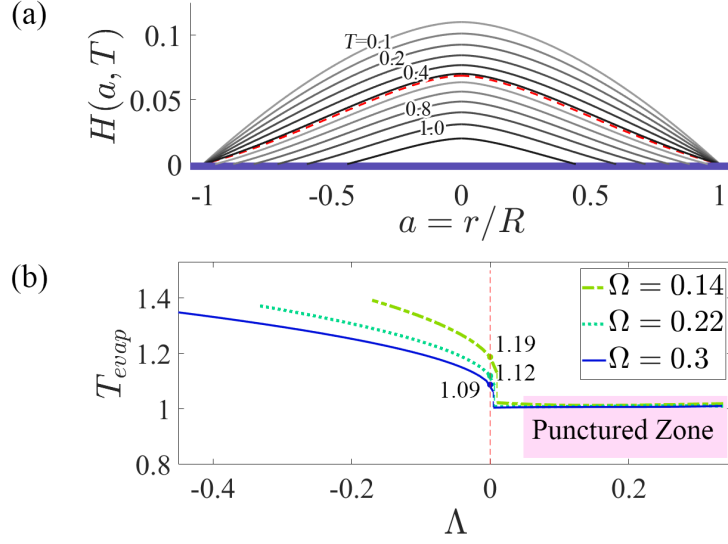 (a)
H(a, T)
0.1
0.05
0
T=0.1
0.2
0.4
0.8
1.0
-1
-0.5
0
0.5
1
a = r/R
(b)
T_evap
1.4
1.2
1
0.8
1.19
1.12
1.09
Ω = 0.14
Ω = 0.22
Ω = 0.3
Punctured Zone
-0.4
-0.2
0
0.2
Λ